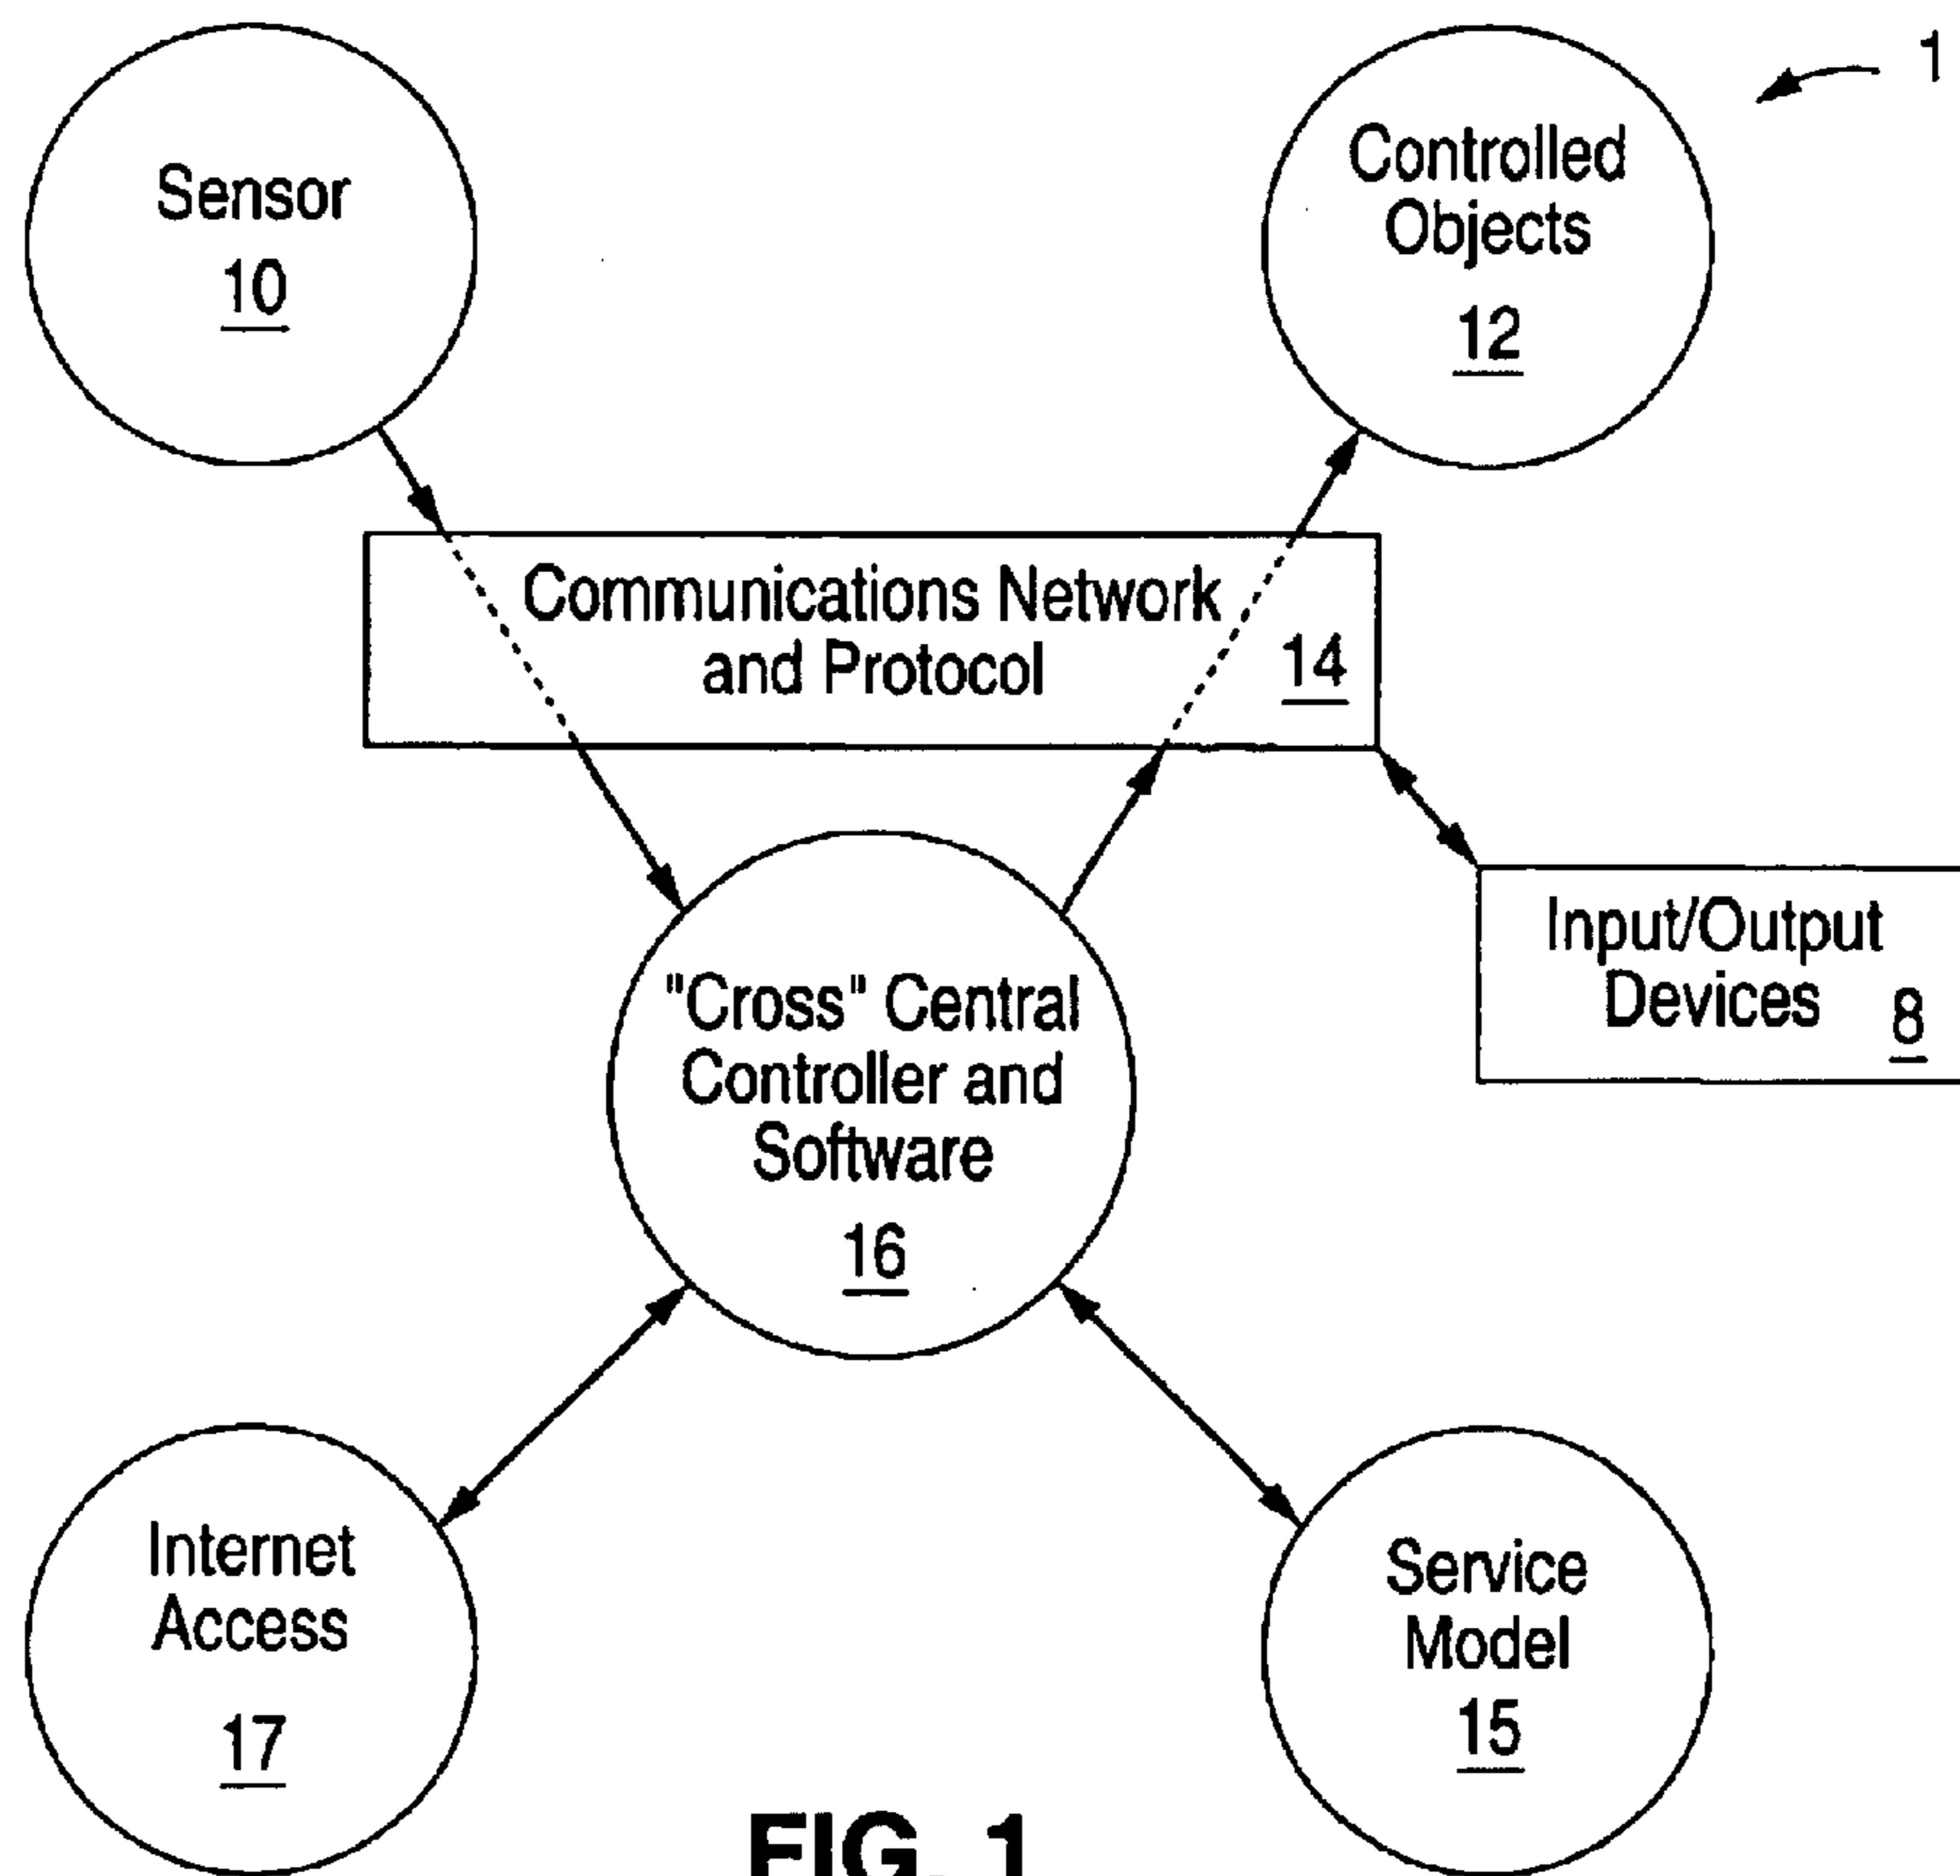 1
Sensor
10
Controlled
Objects
12
Communications Network
and Protocol
14
Input/Output
Devices
8
"Cross" Central
Controller and
Software
16
Internet
Access
17
Service
Model
15
FIG. 1